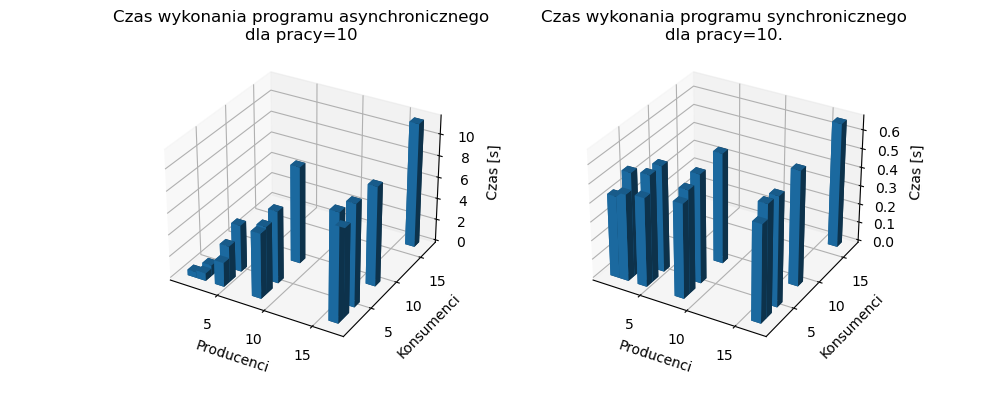 Czas wykonania programu asynchronicznego
dla pracy=10
10
8
6
4
2
0
Czas [s]
5
10
15
Producenci
5
10
15
Konsumenci
Czas wykonania programu synchronicznego
dla pracy=10.
0.6
0.5
0.4
0.3
0.2
0.1
0.0
Czas [s]
5
10
15
Producenci
5
10
15
Konsumenci